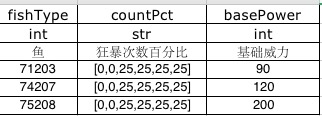 fishType countPct basePower
int str int
鱼 狂暴次数百分比 基础威力
71203 [0,0,25,25,25,25] 90
74207 [0,0,25,25,25,25] 120
75208 [0,0,25,25,25,25] 200